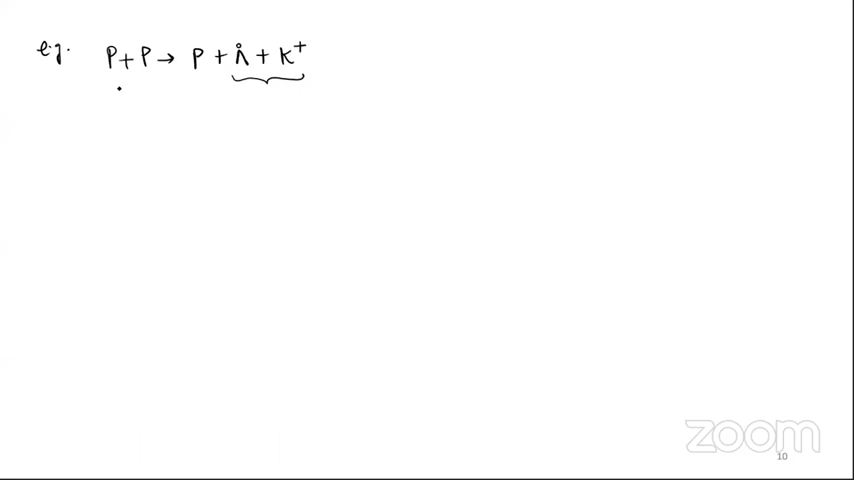 e.g. P + P → P + Λ° + K⁺
zoom
10